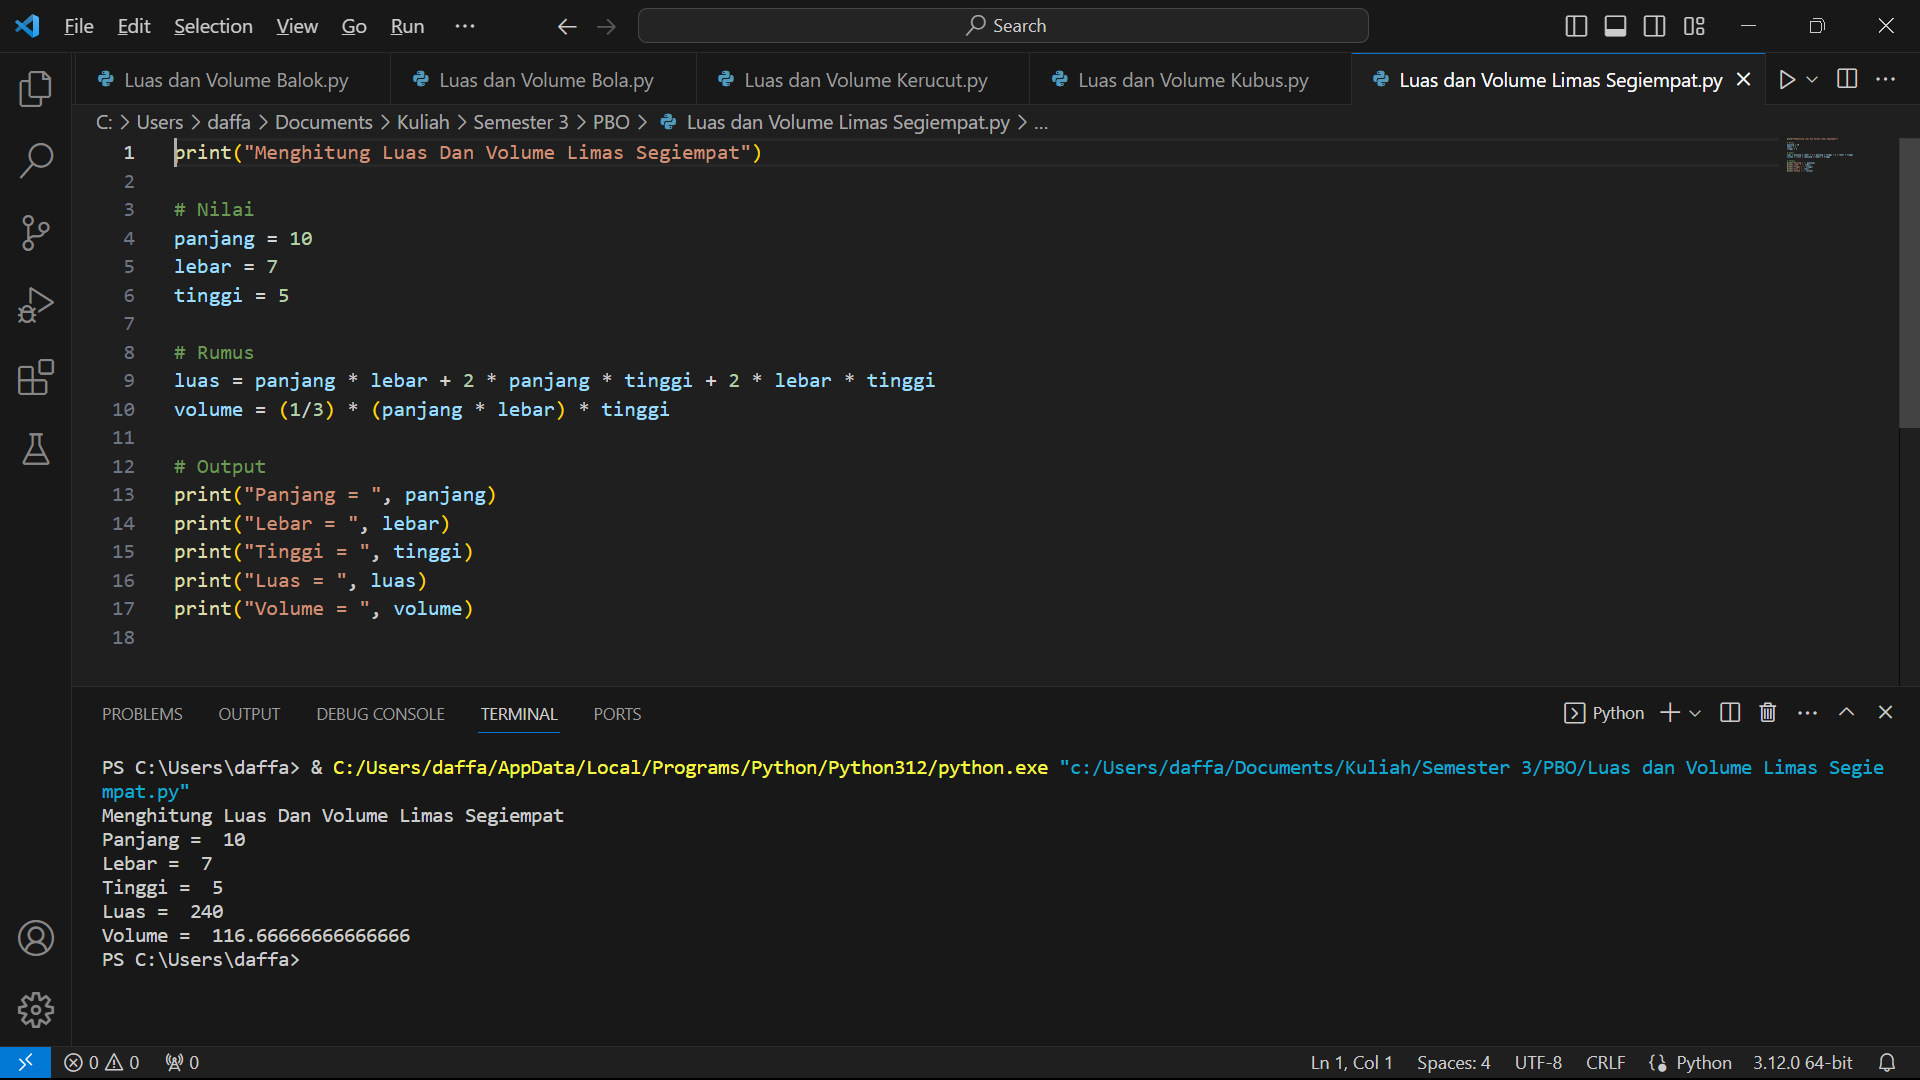 File Edit Selection View Go Run ··· Search
Luas dan Volume Balok.py Luas dan Volume Bola.py Luas dan Volume Kerucut.py Luas dan Volume Kubus.py Luas dan Volume Limas Segiempat.py
C: > Users > daffa > Documents > Kuliah > Semester 3 > PBO > Luas dan Volume Limas Segiempat.py > ...
1 print("Menghitung Luas Dan Volume Limas Segiempat")
2
3 # Nilai
4 panjang = 10
5 lebar = 7
6 tinggi = 5
7
8 # Rumus
9 luas = panjang * lebar + 2 * panjang * tinggi + 2 * lebar * tinggi
10 volume = (1/3) * (panjang * lebar) * tinggi
11
12 # Output
13 print("Panjang = ", panjang)
14 print("Lebar = ", lebar)
15 print("Tinggi = ", tinggi)
16 print("Luas = ", luas)
17 print("Volume = ", volume)
18
PROBLEMS OUTPUT DEBUG CONSOLE TERMINAL PORTS Python
PS C:\Users\daffa> & C:/Users/daffa/AppData/Local/Programs/Python/Python312/python.exe "c:/Users/daffa/Documents/Kuliah/Semester 3/PBO/Luas dan Volume Limas Segie
mpat.py"
Menghitung Luas Dan Volume Limas Segiempat
Panjang =  10
Lebar =  7
Tinggi =  5
Luas =  240
Volume =  116.66666666666666
PS C:\Users\daffa>
0 0 0 Ln 1, Col 1 Spaces: 4 UTF-8 CRLF Python 3.12.0 64-bit